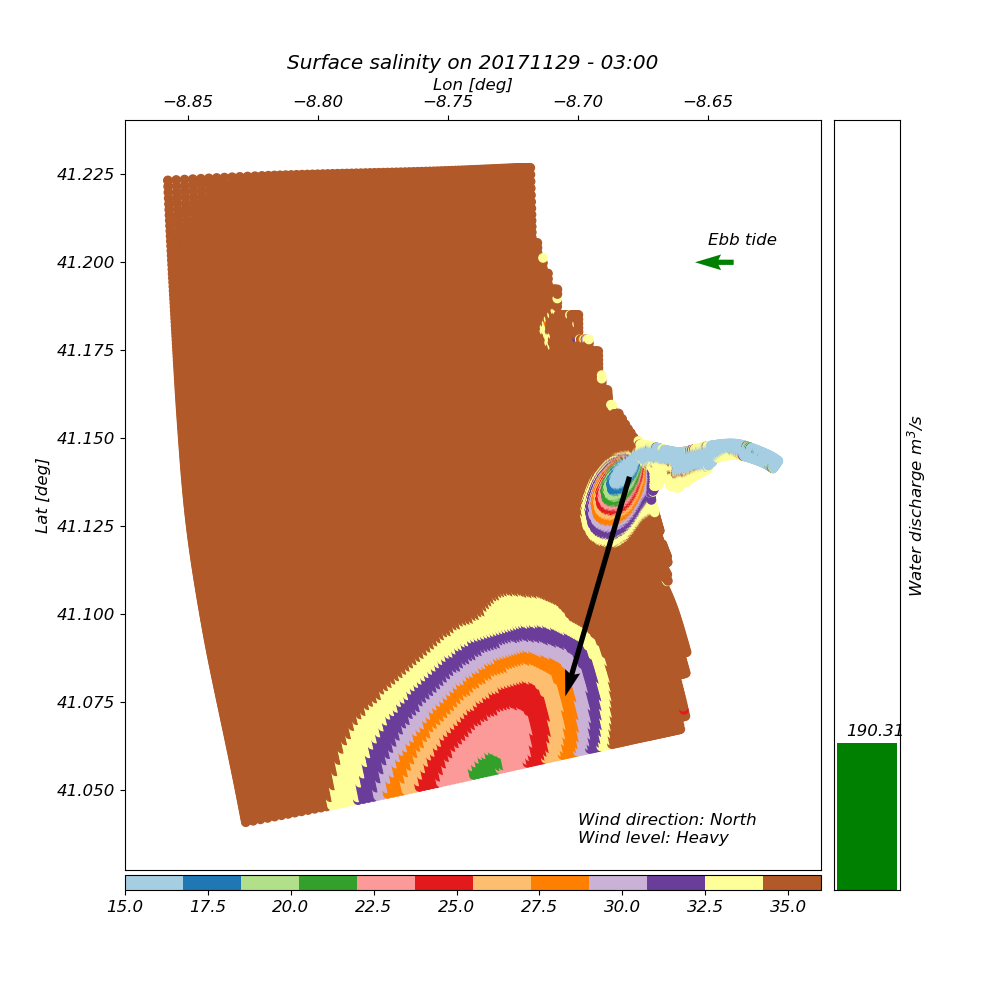 Surface salinity on 20171129 - 03:00
Lon [deg]
−8.85 −8.80 −8.75 −8.70 −8.65
41.225
41.200
41.175
41.150
41.125
41.100
41.075
41.050
Lat [deg]
Ebb tide
Wind direction: North
Wind level: Heavy
190.31
Water discharge m³/s
15.0 17.5 20.0 22.5 25.0 27.5 30.0 32.5 35.0